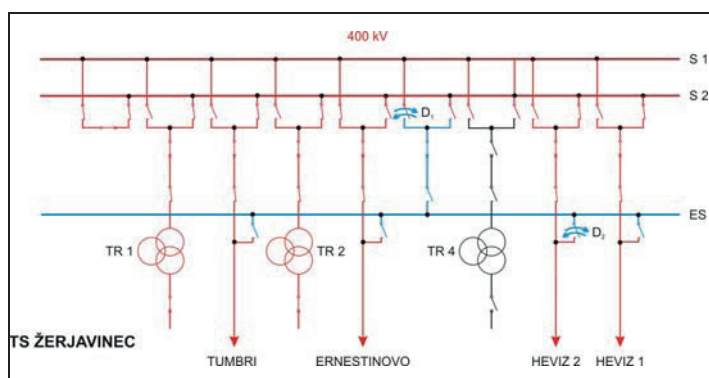 400 kV
S 1
S 2
D₁
ES
TR 1
TR 2
TR 4
D₂
TS ŽERJAVINEC
TUMBRI
ERNESTINOVO
HEVIZ 2
HEVIZ 1